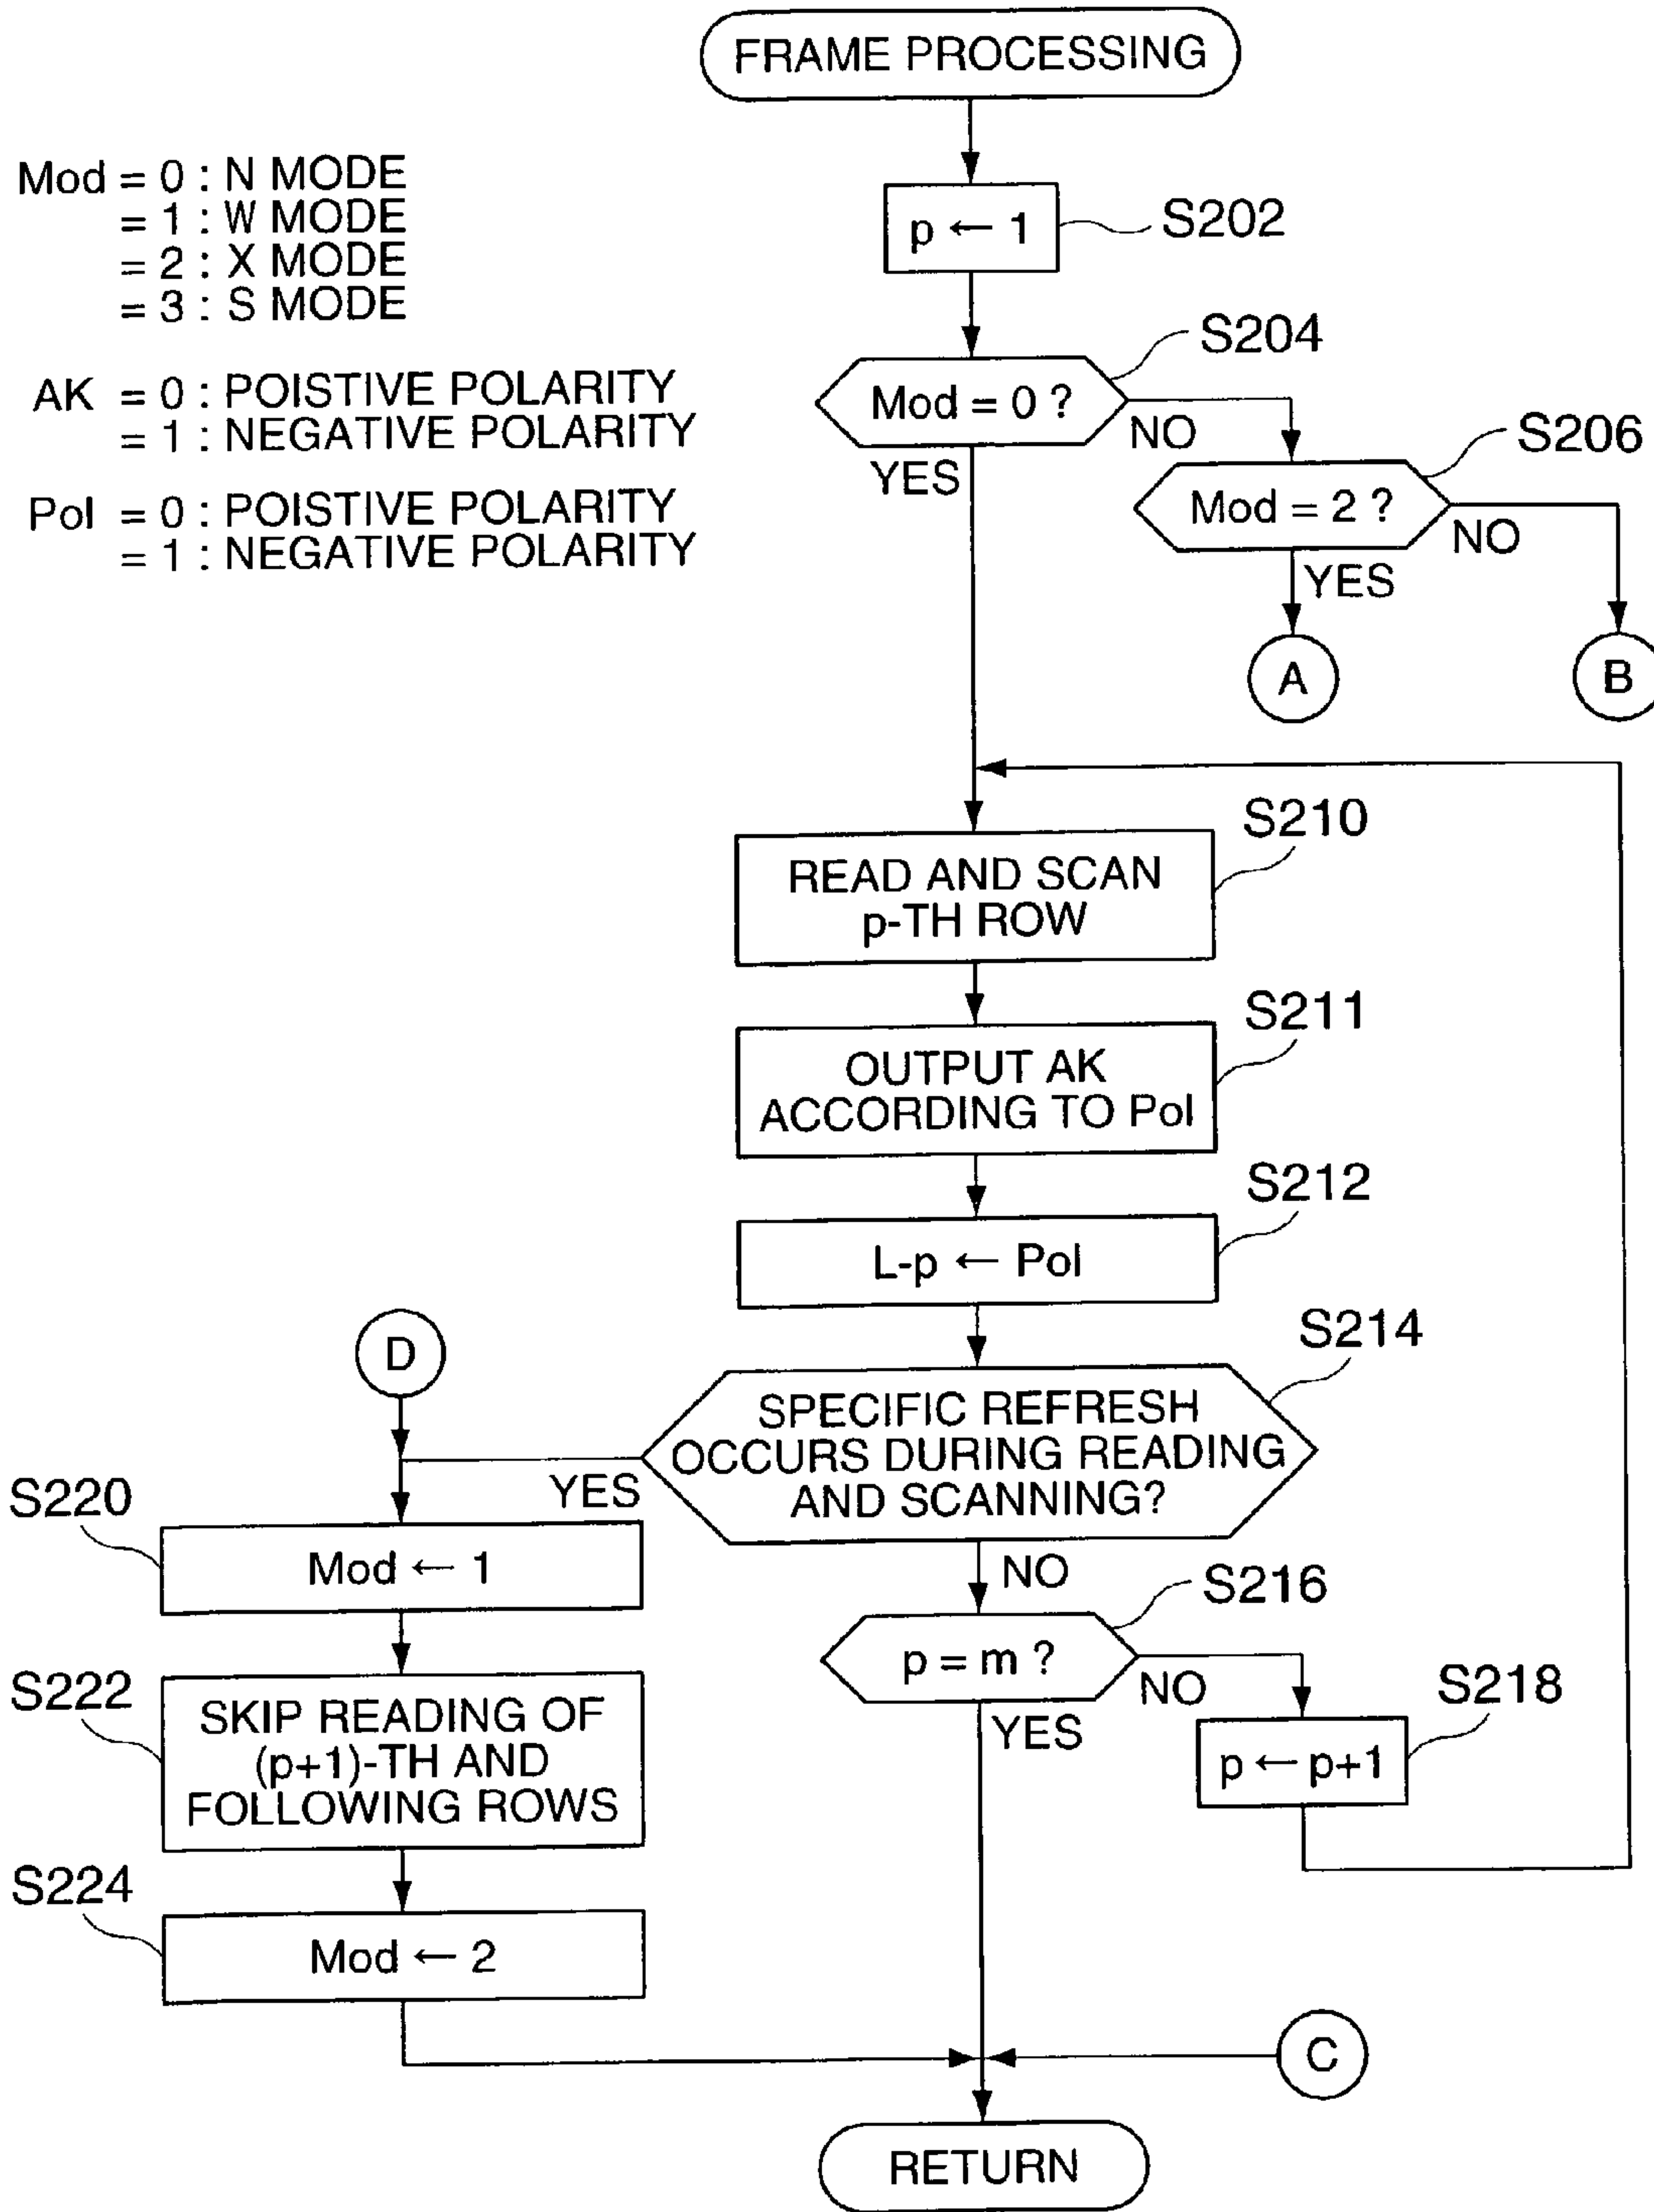 FRAME PROCESSING
Mod = 0 : N MODE
= 1 : W MODE
= 2 : X MODE
= 3 : S MODE
AK = 0 : POISTIVE POLARITY
= 1 : NEGATIVE POLARITY
Pol = 0 : POISTIVE POLARITY
= 1 : NEGATIVE POLARITY
p ← 1
S202
S204
Mod = 0 ?
NO
YES
S206
Mod = 2 ?
NO
YES
A
B
S210
READ AND SCAN
p-TH ROW
S211
OUTPUT AK
ACCORDING TO Pol
S212
L-p ← Pol
D
S214
SPECIFIC REFRESH
OCCURS DURING READING
AND SCANNING?
YES
NO
S220
Mod ← 1
S216
p = m ?
NO
YES
S218
p ← p+1
S222
SKIP READING OF
(p+1)-TH AND
FOLLOWING ROWS
S224
Mod ← 2
C
RETURN